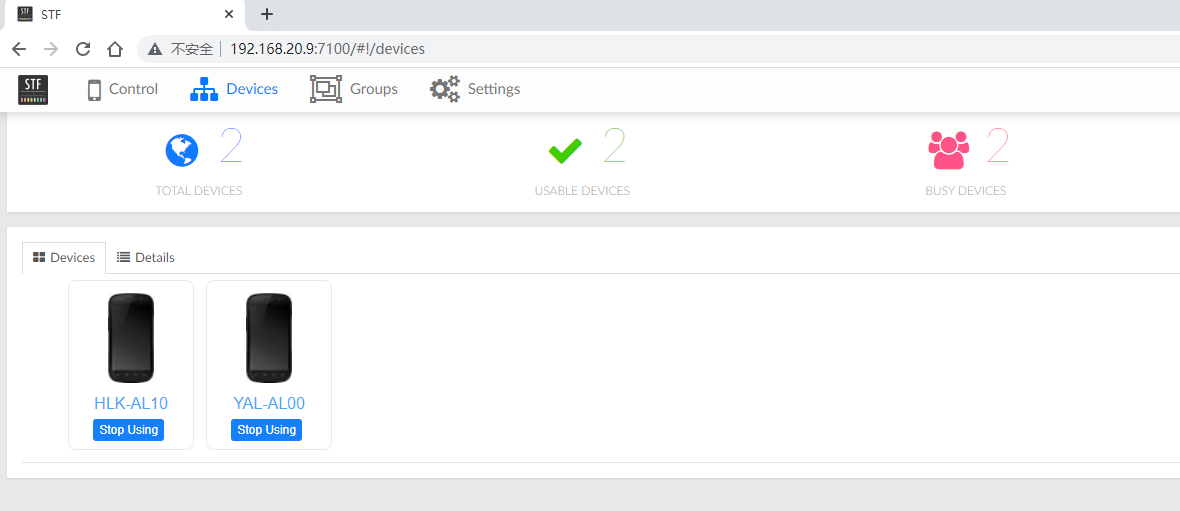 STF
不安全 192.168.20.9:7100/#!/devices
STF Control Devices Groups Settings
2 2 2
TOTAL DEVICES USABLE DEVICES BUSY DEVICES
Devices Details
HLK-AL10 YAL-AL00
Stop Using Stop Using